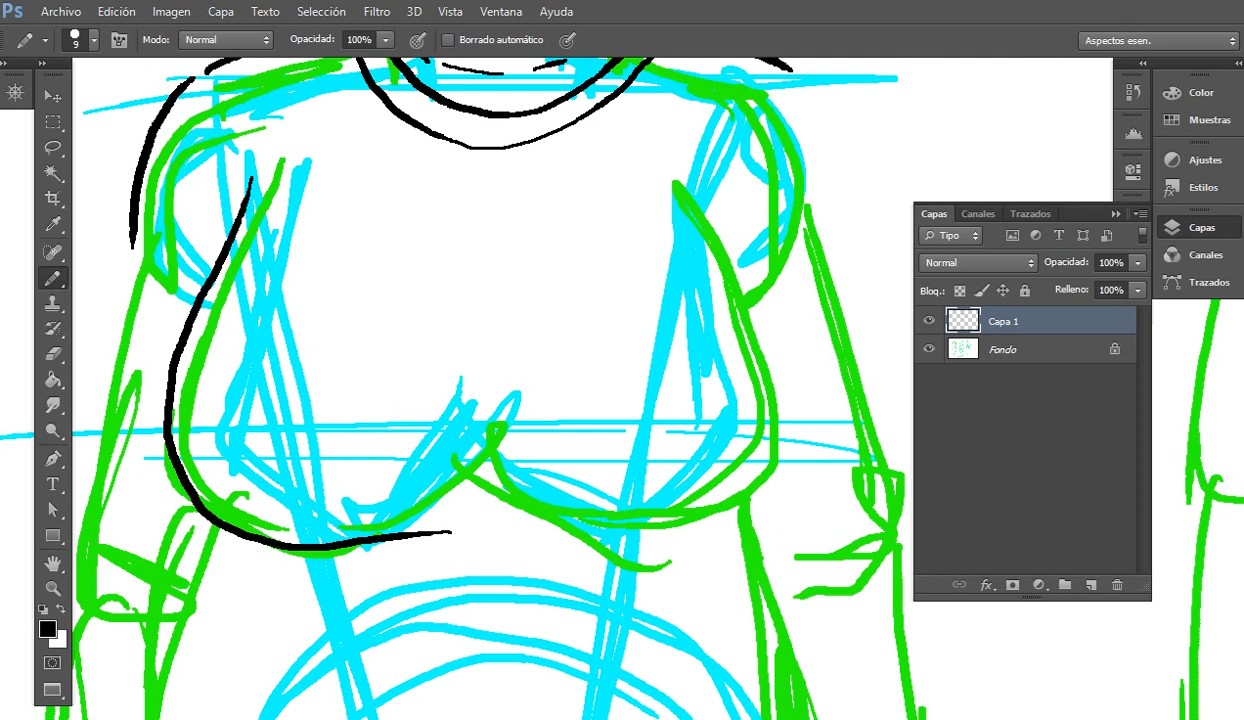 Ps Archivo Edición Imagen Capa Texto Selección Filtro 3D Vista Ventana Ayuda
9 Modo: Normal Opacidad: 100% Borrado automático Aspectos esen.
Color
Muestras
Ajustes
Estilos
Capas
Canales
Trazados
Capas Canales Trazados
Tipo
Normal Opacidad: 100%
Bloq.: Relleno: 100%
Capa 1
Fondo
T
T
fx